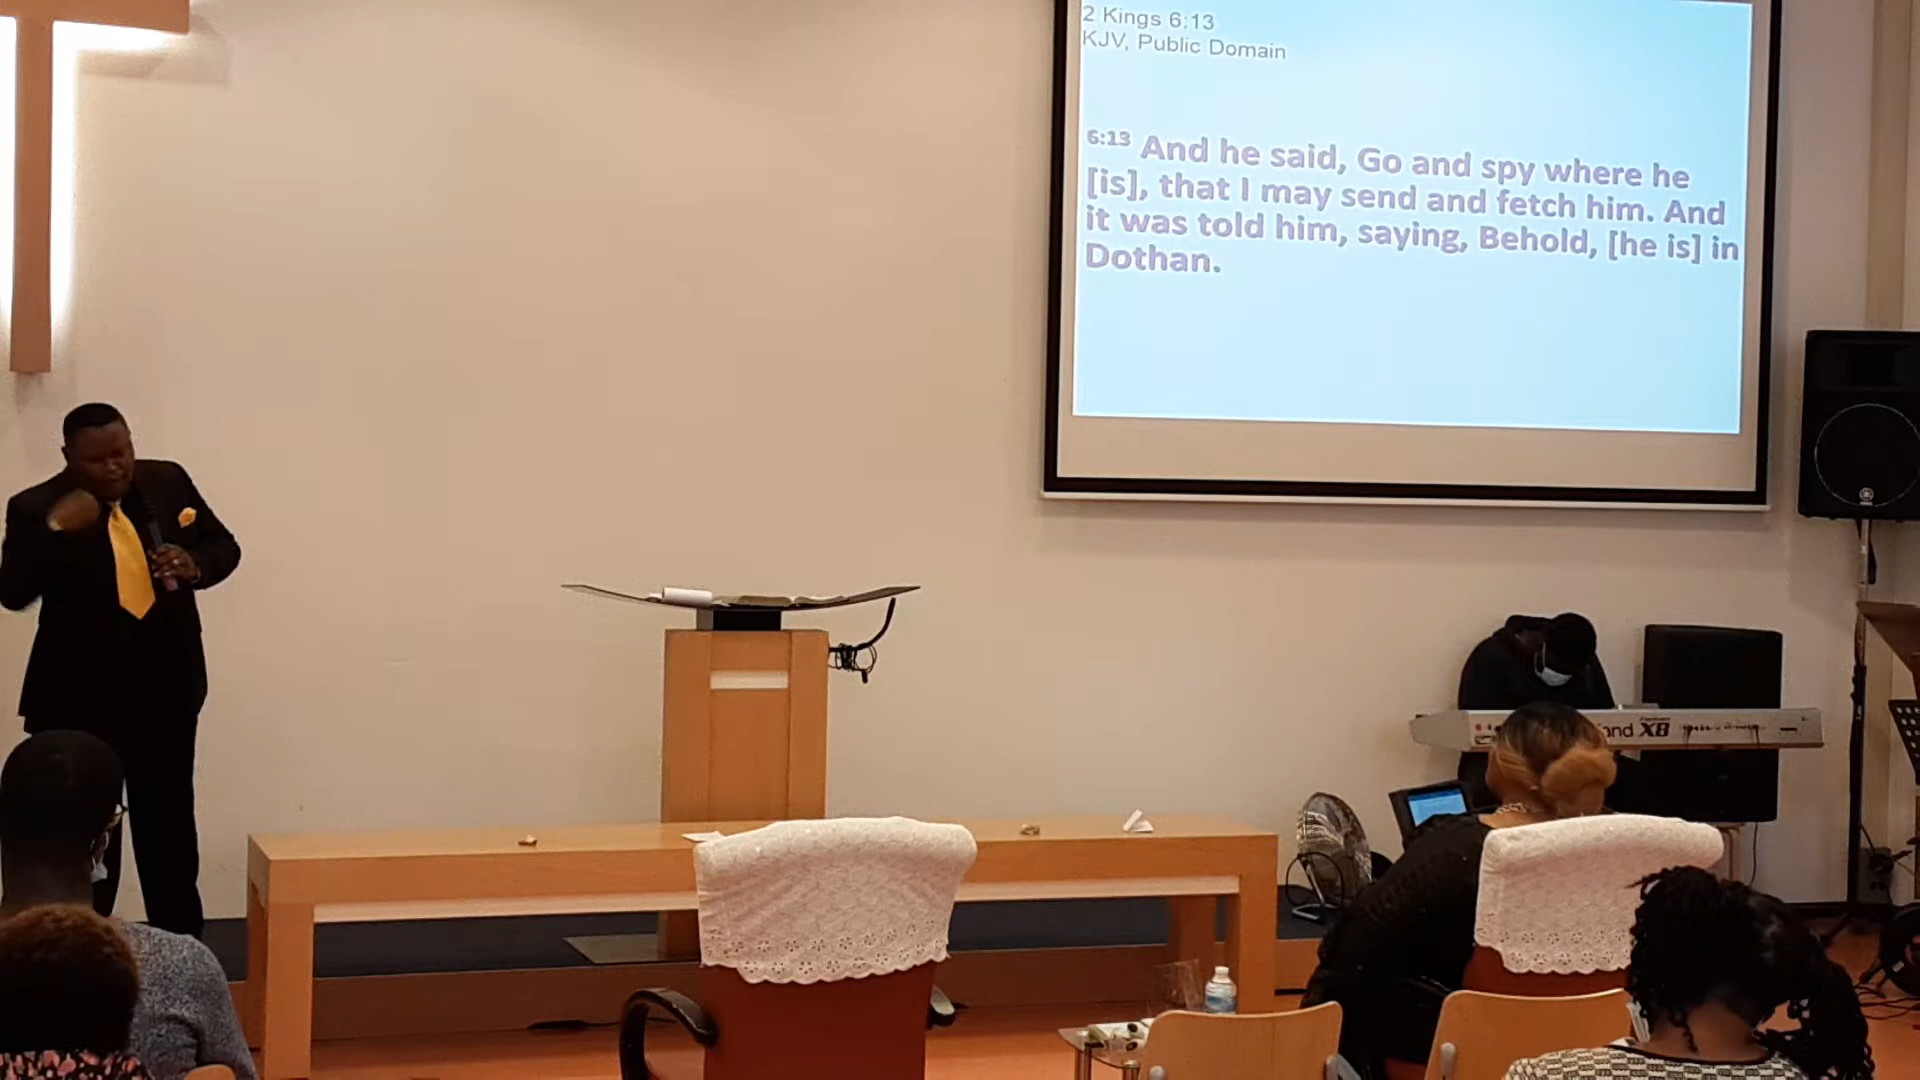 2 Kings 6:13
KJV, Public Domain
6:13 And he said, Go and spy where he
[is], that I may send and fetch him. And
it was told him, saying, Behold, [he is] in
Dothan.
X8